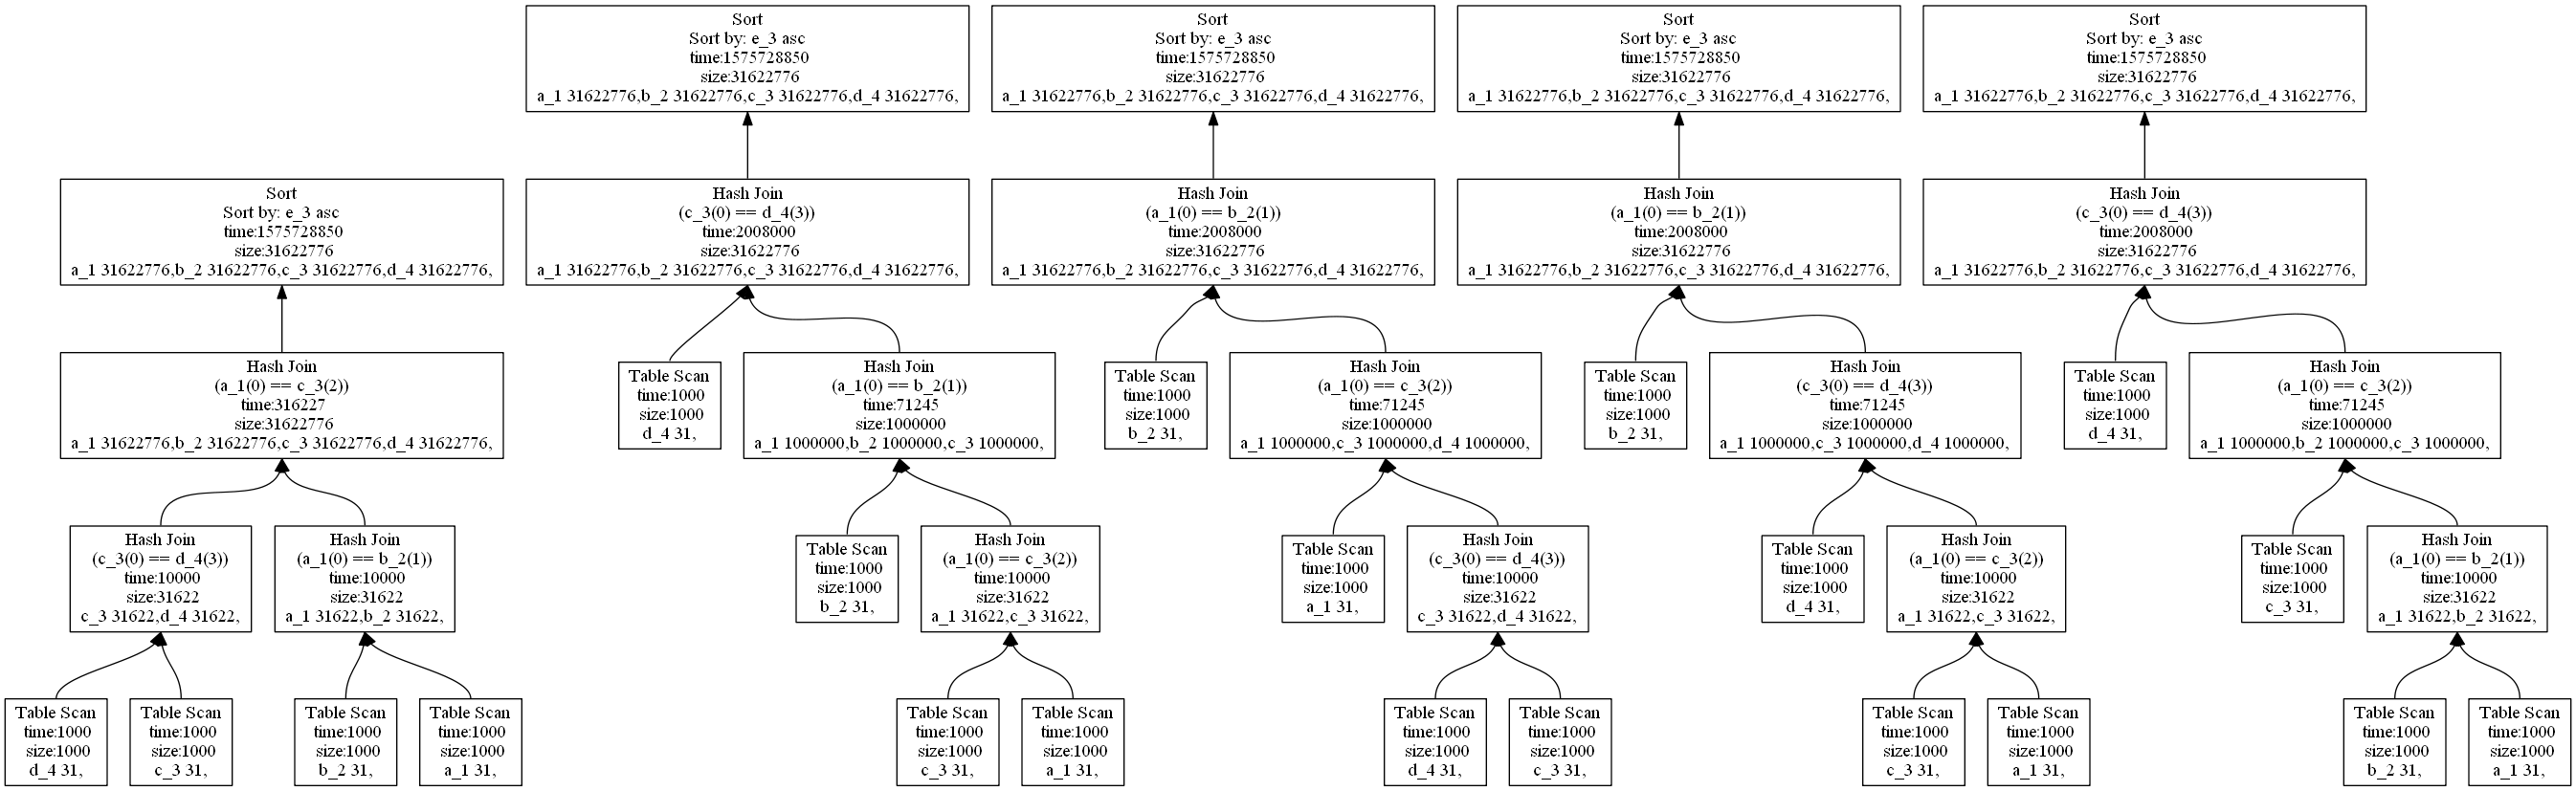 Sort
Sort by: e_3 asc
time:1575728850
size:31622776
a_1 31622776,b_2 31622776,c_3 31622776,d_4 31622776,
Sort
Sort by: e_3 asc
time:1575728850
size:31622776
a_1 31622776,b_2 31622776,c_3 31622776,d_4 31622776,
Sort
Sort by: e_3 asc
time:1575728850
size:31622776
a_1 31622776,b_2 31622776,c_3 31622776,d_4 31622776,
Sort
Sort by: e_3 asc
time:1575728850
size:31622776
a_1 31622776,b_2 31622776,c_3 31622776,d_4 31622776,
Sort
Sort by: e_3 asc
time:1575728850
size:31622776
a_1 31622776,b_2 31622776,c_3 31622776,d_4 31622776,
Hash Join
(c_3(0) == d_4(3))
time:2008000
size:31622776
a_1 31622776,b_2 31622776,c_3 31622776,d_4 31622776,
Hash Join
(a_1(0) == b_2(1))
time:2008000
size:31622776
a_1 31622776,b_2 31622776,c_3 31622776,d_4 31622776,
Hash Join
(a_1(0) == b_2(1))
time:2008000
size:31622776
a_1 31622776,b_2 31622776,c_3 31622776,d_4 31622776,
Hash Join
(c_3(0) == d_4(3))
time:2008000
size:31622776
a_1 31622776,b_2 31622776,c_3 31622776,d_4 31622776,
Hash Join
(a_1(0) == c_3(2))
time:316227
size:31622776
a_1 31622776,b_2 31622776,c_3 31622776,d_4 31622776,
Table Scan
time:1000
size:1000
d_4 31,
Hash Join
(a_1(0) == b_2(1))
time:71245
size:1000000
a_1 1000000,b_2 1000000,c_3 1000000,
Table Scan
time:1000
size:1000
b_2 31,
Hash Join
(a_1(0) == c_3(2))
time:71245
size:1000000
a_1 1000000,c_3 1000000,d_4 1000000,
Table Scan
time:1000
size:1000
b_2 31,
Hash Join
(c_3(0) == d_4(3))
time:71245
size:1000000
a_1 1000000,c_3 1000000,d_4 1000000,
Table Scan
time:1000
size:1000
d_4 31,
Hash Join
(a_1(0) == c_3(2))
time:71245
size:1000000
a_1 1000000,b_2 1000000,c_3 1000000,
Hash Join
(c_3(0) == d_4(3))
time:10000
size:31622
c_3 31622,d_4 31622,
Hash Join
(a_1(0) == b_2(1))
time:10000
size:31622
a_1 31622,b_2 31622,
Table Scan
time:1000
size:1000
b_2 31,
Hash Join
(a_1(0) == c_3(2))
time:10000
size:31622
a_1 31622,c_3 31622,
Table Scan
time:1000
size:1000
a_1 31,
Hash Join
(c_3(0) == d_4(3))
time:10000
size:31622
c_3 31622,d_4 31622,
Table Scan
time:1000
size:1000
d_4 31,
Hash Join
(a_1(0) == c_3(2))
time:10000
size:31622
a_1 31622,c_3 31622,
Table Scan
time:1000
size:1000
c_3 31,
Hash Join
(a_1(0) == b_2(1))
time:10000
size:31622
a_1 31622,b_2 31622,
Table Scan
time:1000
size:1000
d_4 31,
Table Scan
time:1000
size:1000
c_3 31,
Table Scan
time:1000
size:1000
b_2 31,
Table Scan
time:1000
size:1000
a_1 31,
Table Scan
time:1000
size:1000
c_3 31,
Table Scan
time:1000
size:1000
a_1 31,
Table Scan
time:1000
size:1000
d_4 31,
Table Scan
time:1000
size:1000
c_3 31,
Table Scan
time:1000
size:1000
c_3 31,
Table Scan
time:1000
size:1000
a_1 31,
Table Scan
time:1000
size:1000
b_2 31,
Table Scan
time:1000
size:1000
a_1 31,